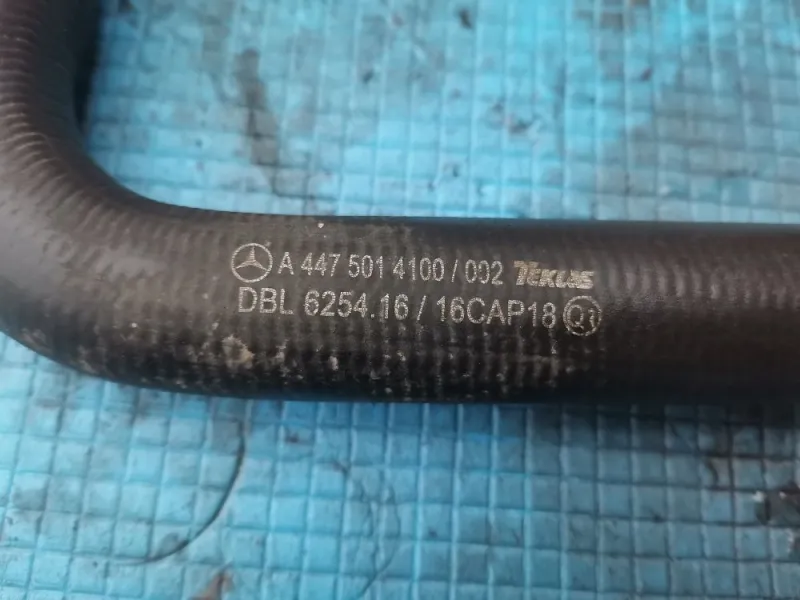 A 447 501 4100 / 002 TEKLAS
DBL 6254.16 / 16CAP18 Q1